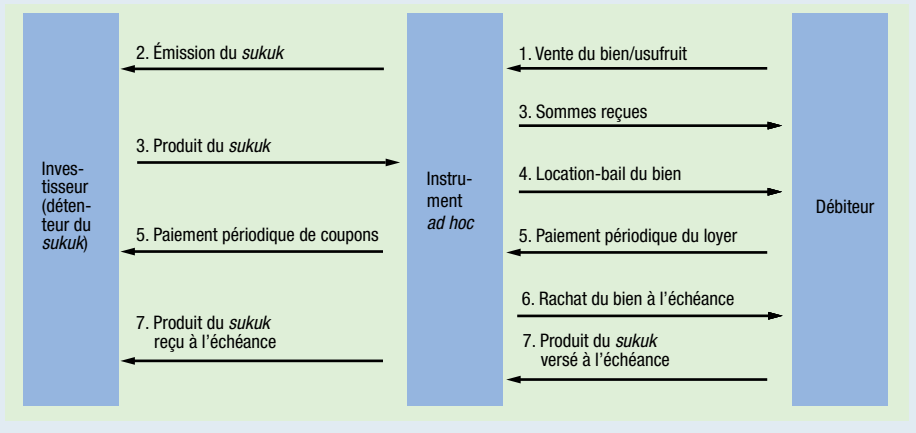 2. Émission du sukuk
1. Vente du bien/usufruit
3. Sommes reçues
3. Produit du sukuk
4. Location-bail du bien
Inves-
tisseur
(déten-
teur du
sukuk)
Instru-
ment
ad hoc
Débiteur
5. Paiement périodique de coupons
5. Paiement périodique du loyer
6. Rachat du bien à l'échéance
7. Produit du sukuk
reçu à l'échéance
7. Produit du sukuk
versé à l'échéance